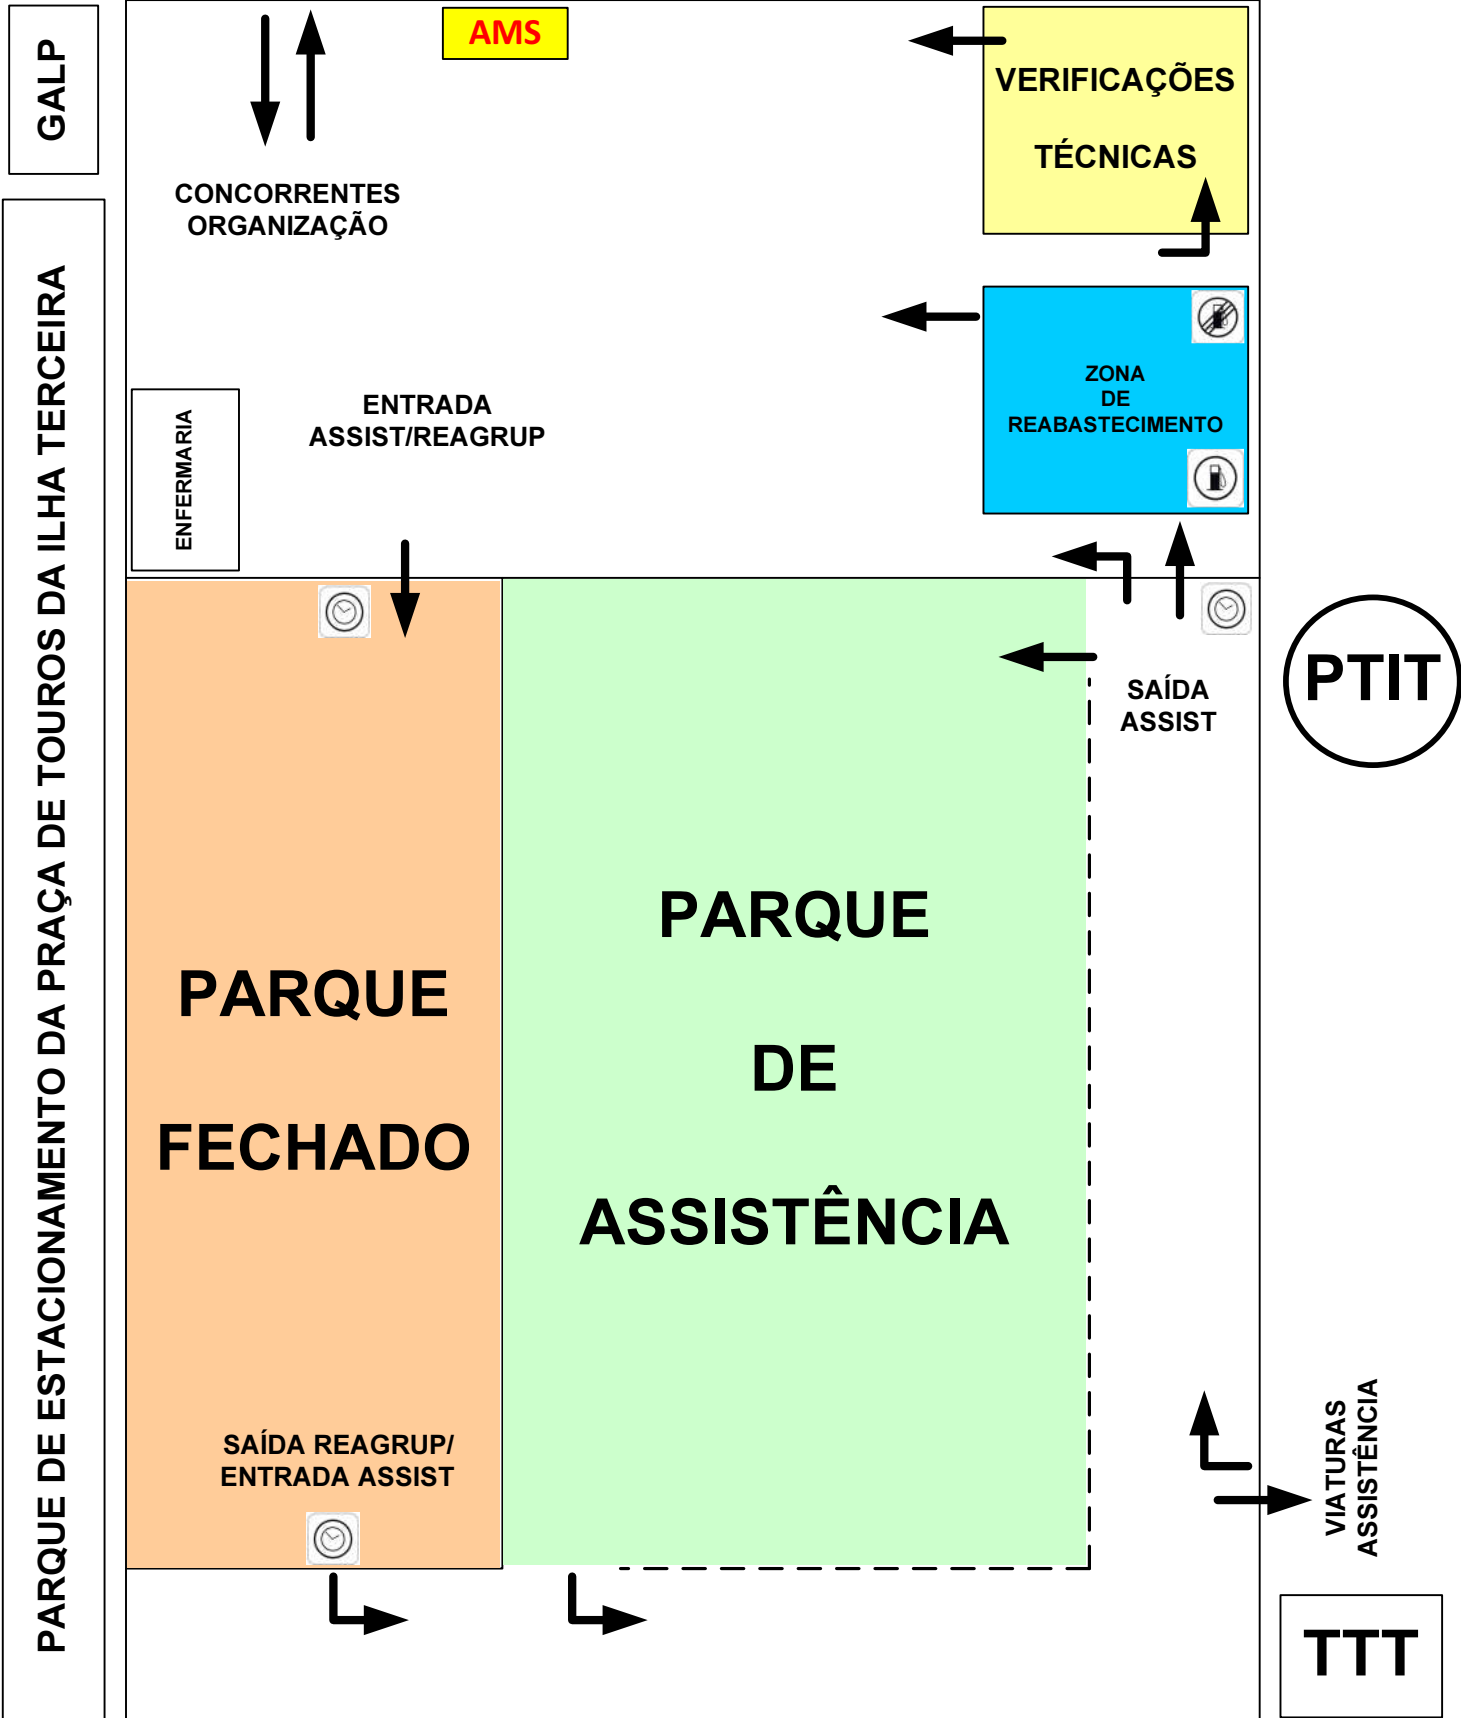 GALP
AMS
VERIFICAÇÕES
TÉCNICAS
CONCORRENTES
ORGANIZAÇÃO
PARQUE DE ESTACIONAMENTO DA PRAÇA DE TOUROS DA ILHA TERCEIRA
ENFERMARIA
ENTRADA
ASSIST/REAGRUP
ZONA
DE
REABASTECIMENTO
SAÍDA
ASSIST
PTIT
PARQUE
FECHADO
PARQUE
DE
ASSISTÊNCIA
SAÍDA REAGRUP/
ENTRADA ASSIST
VIATURAS
ASSISTÊNCIA
TTT